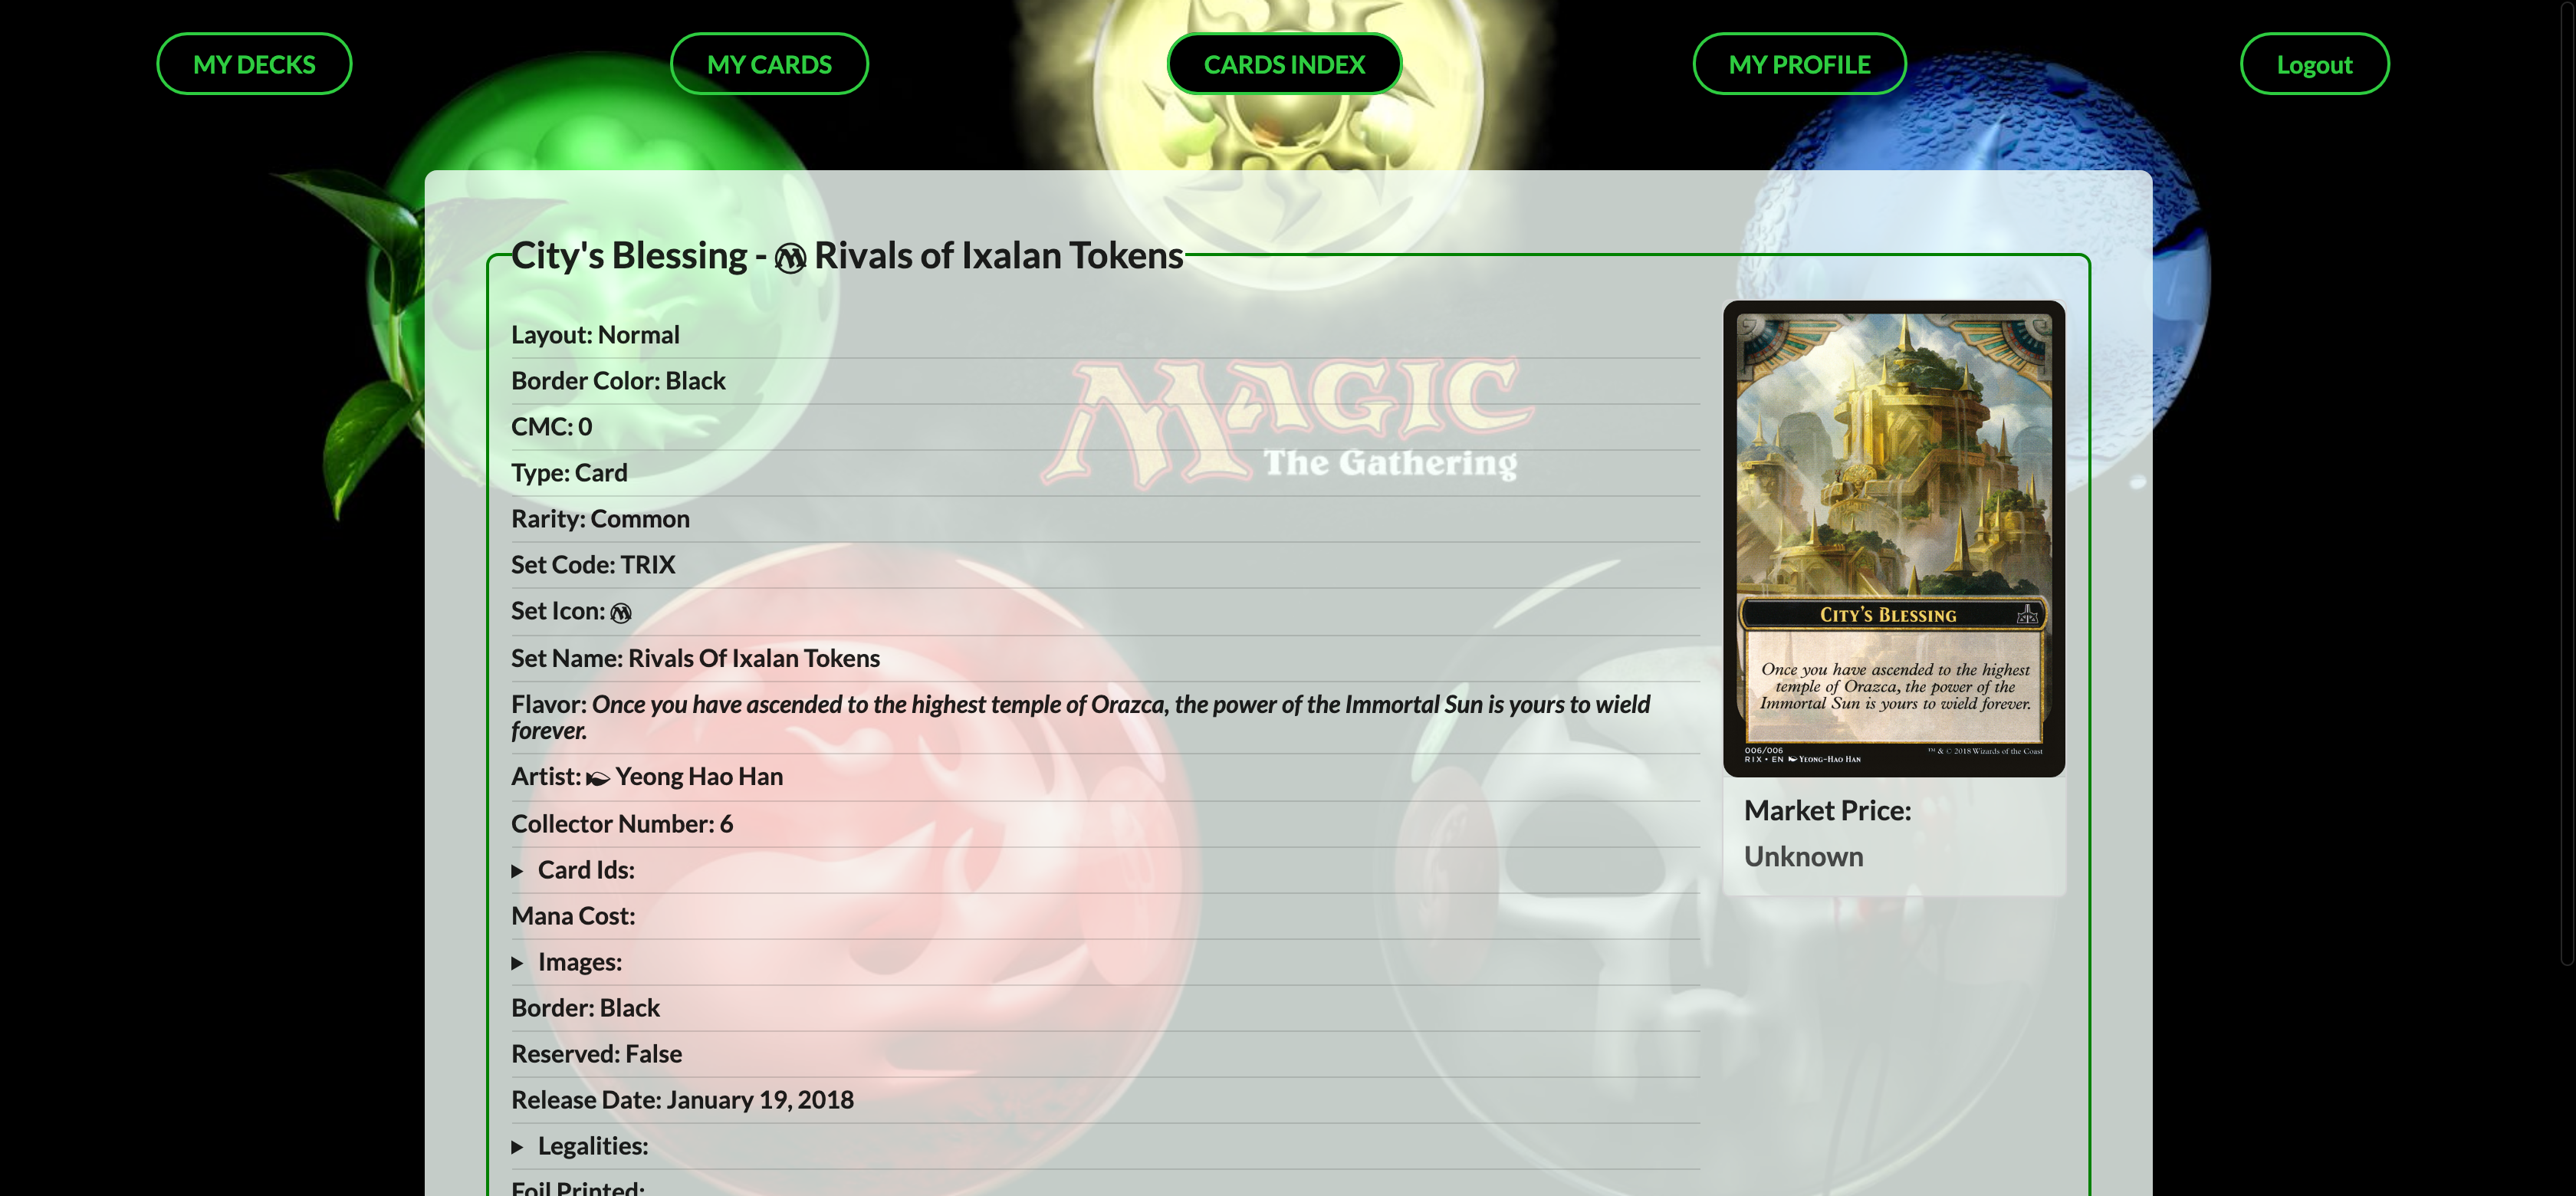 MY DECKS
MY CARDS
CARDS INDEX
MY PROFILE
Logout
City's Blessing - Rivals of Ixalan Tokens
Layout: Normal
Border Color: Black
CMC: 0
Type: Card
Rarity: Common
Set Code: TRIX
Set Icon:
Set Name: Rivals Of Ixalan Tokens
Flavor: Once you have ascended to the highest temple of Orazca, the power of the Immortal Sun is yours to wield
forever.
Artist: Yeong Hao Han
Collector Number: 6
Card Ids:
Mana Cost:
Images:
Border: Black
Reserved: False
Release Date: January 19, 2018
Legalities:
Foil Printed:
MAGIC
The Gathering
CITY'S BLESSING
Once you have ascended to the highest
temple of Orazca, the power of the
Immortal Sun is yours to wield forever.
006/006
RIX • EN YEONG-HAO HAN
™ & © 2018 Wizards of the Coast
Market Price:
Unknown